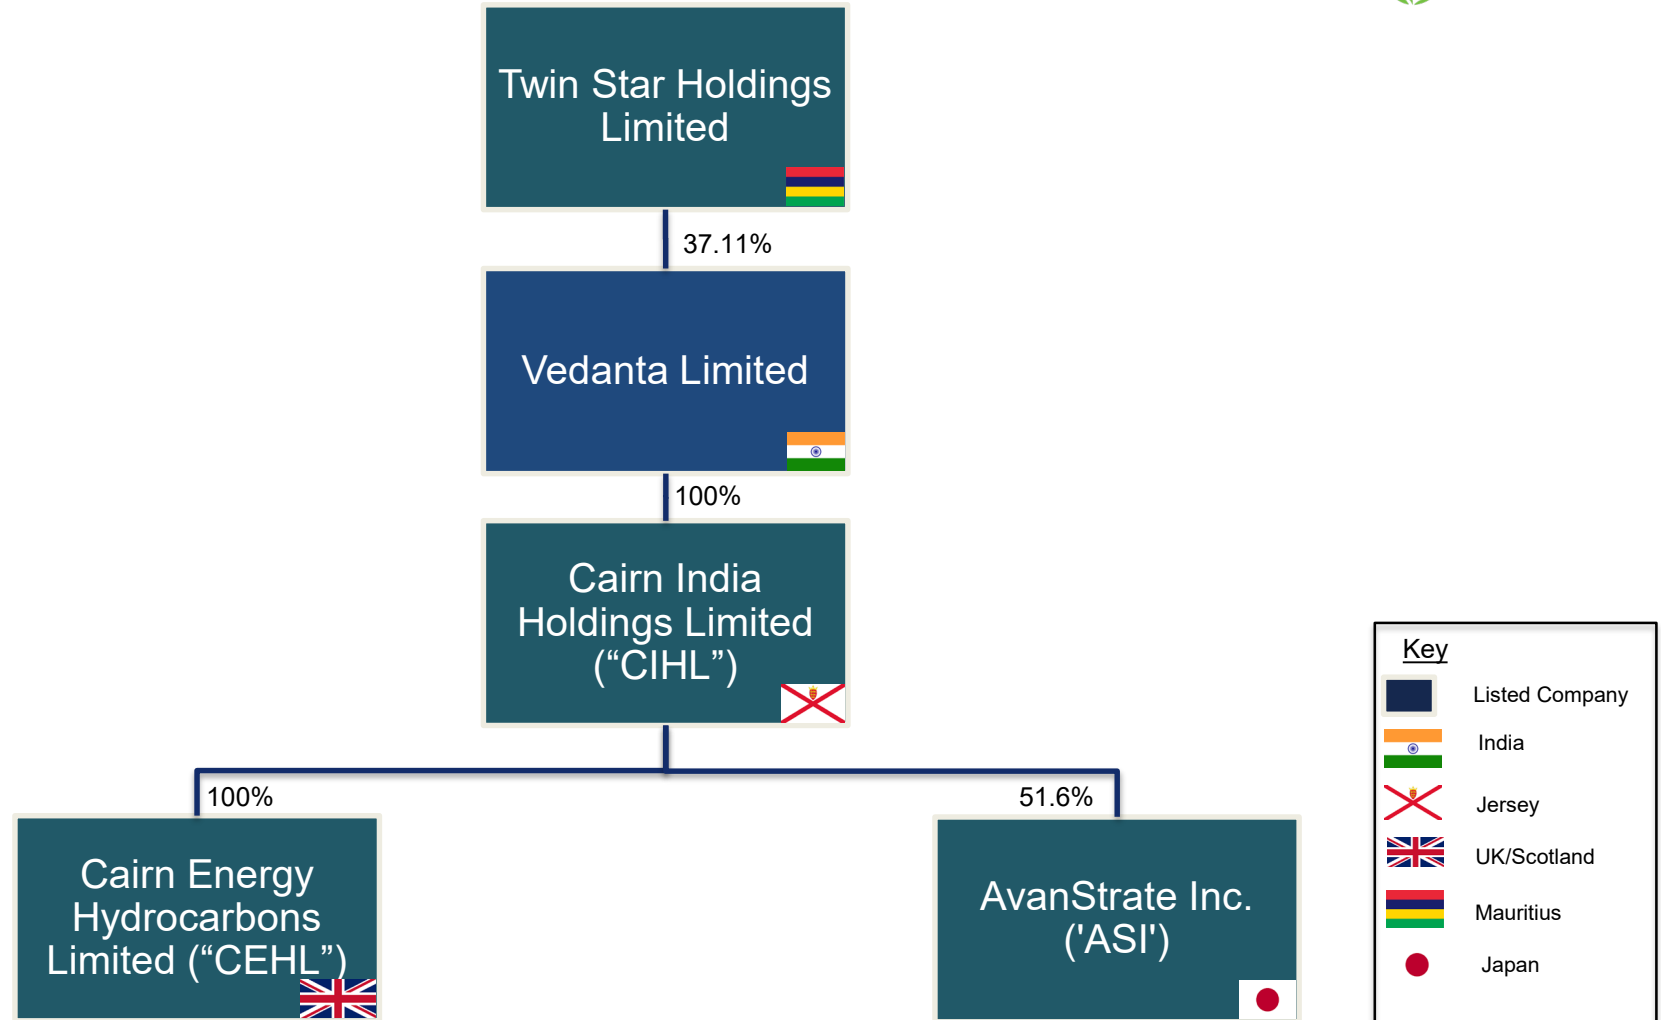 Twin Star Holdings
Limited
37.11%
Vedanta Limited
100%
Cairn India
Holdings Limited
(“CIHL”)
100%
51.6%
Cairn Energy
Hydrocarbons
Limited (“CEHL”)
AvanStrate Inc.
('ASI')
Key
Listed Company
India
Jersey
UK/Scotland
Mauritius
Japan